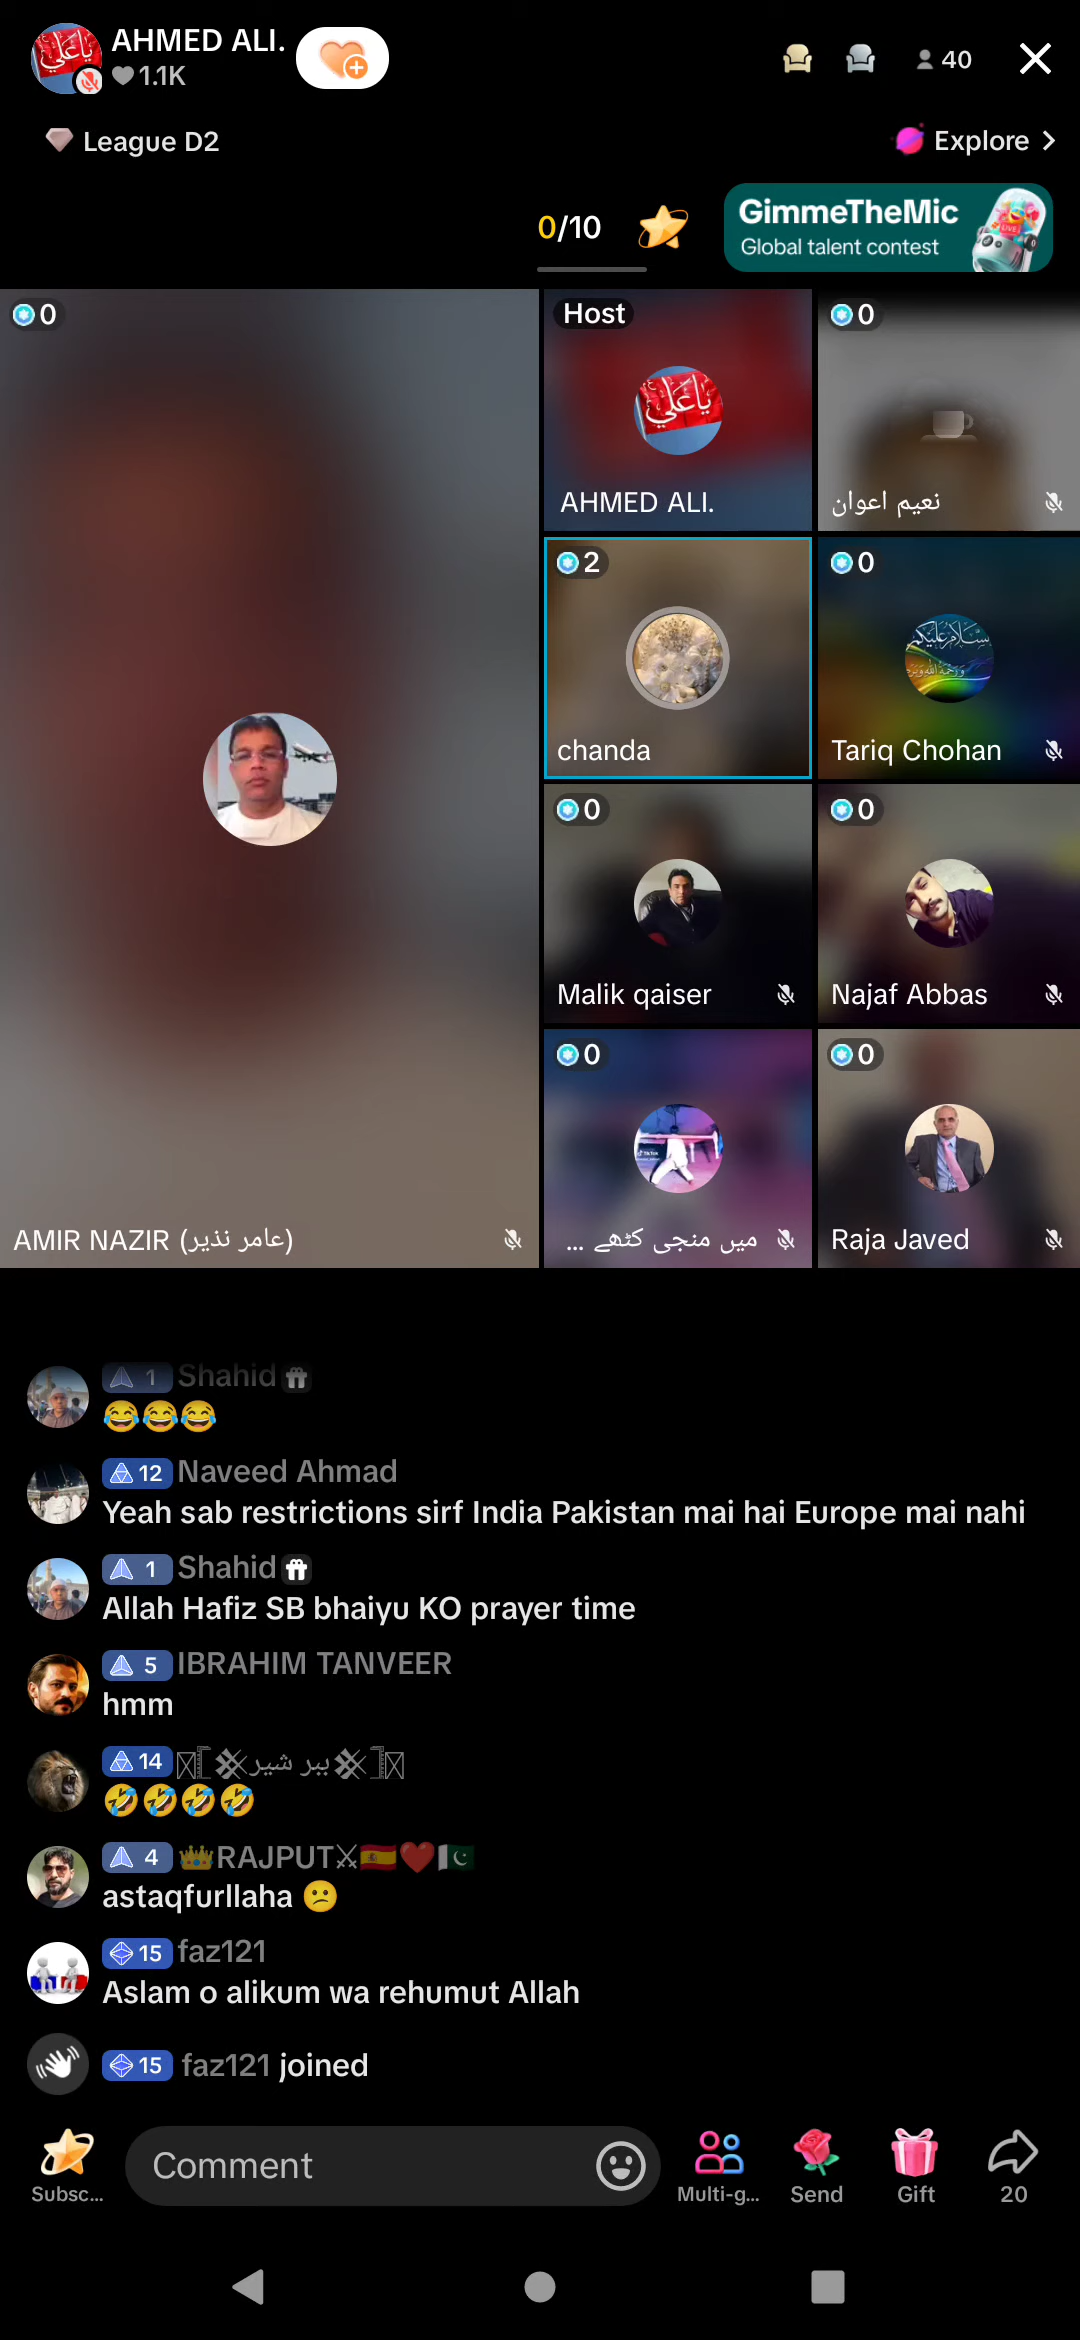 AHMED ALI.
1.1K
40
League D2
Explore
0/10
GimmeTheMic
Global talent contest
LIVE
0
Host
0
ياعلي
AHMED ALI.
نعیم اعوان
2
0
chanda
Tariq Chohan
0
0
Malik qaiser
Najaf Abbas
0
0
TikTok
AMIR NAZIR (عامر نذیر)
میں منجی کٹھے ...
Raja Javed
1 Shahid
😂😂😂
12 Naveed Ahmad
Yeah sab restrictions sirf India Pakistan mai hai Europe mai nahi
1 Shahid
Allah Hafiz SB bhaiyu KO prayer time
5 IBRAHIM TANVEER
hmm
14 ببر شیر
🤣🤣🤣🤣
4 👑RAJPUT⚔🇪🇸❤️🇵🇰
astaqfurllaha 😕
15 faz121
Aslam o alikum wa rehumut Allah
15 faz121 joined
Comment
Subsc...
Multi-g...
Send
Gift
20